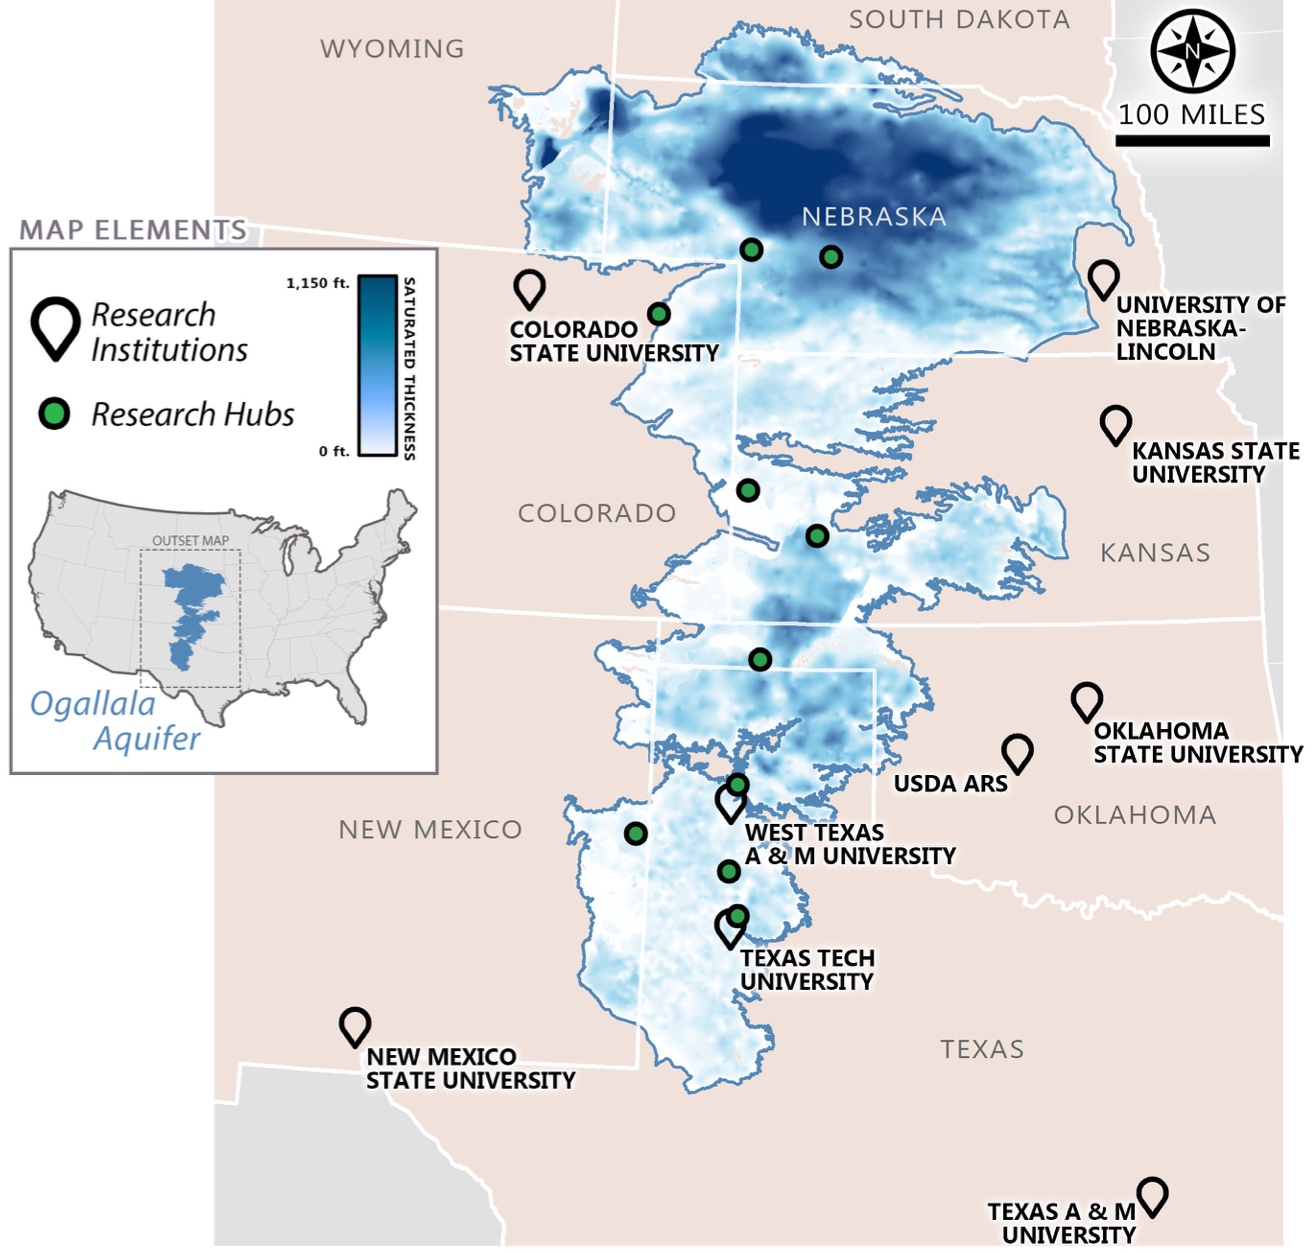 WYOMING
SOUTH DAKOTA
N
100 MILES
NEBRASKA
MAP ELEMENTS
Research
Institutions
Research Hubs
1,150 ft.
0 ft.
SATURATED THICKNESS
OUTSET MAP
Ogallala
Aquifer
COLORADO
STATE UNIVERSITY
UNIVERSITY OF
NEBRASKA-
LINCOLN
KANSAS STATE
UNIVERSITY
COLORADO
KANSAS
OKLAHOMA
STATE UNIVERSITY
USDA ARS
OKLAHOMA
NEW MEXICO
WEST TEXAS
A & M UNIVERSITY
TEXAS TECH
UNIVERSITY
NEW MEXICO
STATE UNIVERSITY
TEXAS
TEXAS A & M
UNIVERSITY